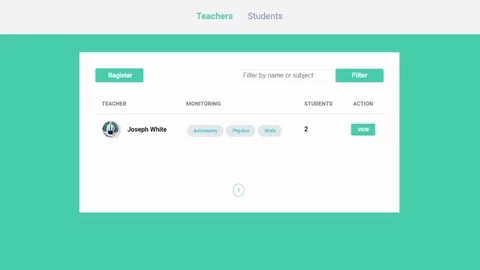 Teachers Students
Register Filter by name or subject Filter
TEACHER MONITORING STUDENTS ACTION
Joseph White Astronomy Physics Math 2 VIEW
1